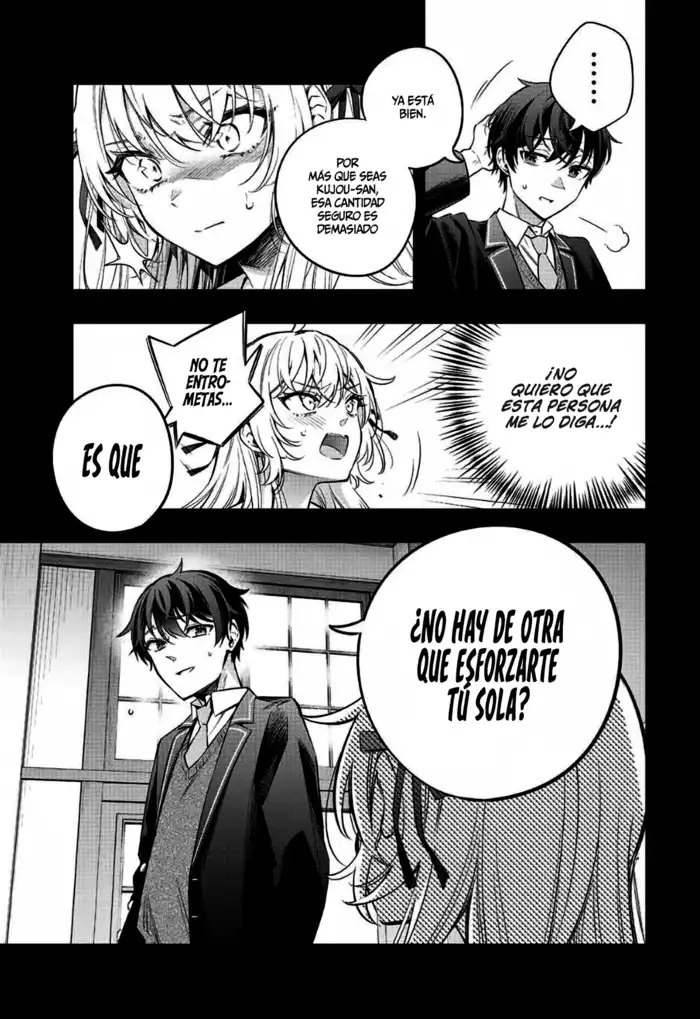 ......
YA ESTÁ
BIEN.
POR
MÁS QUE SEAS
KUJOU-SAN,
ESA CANTIDAD
SEGURO ES
DEMASIADO
¡NO
QUIERO QUE
ESTA PERSONA
ME LO DIGA...!
NO TE
ENTRO-
METAS...
ES QUE
¿NO HAY DE OTRA
QUE ESFORZARTE
TÚ SOLA?